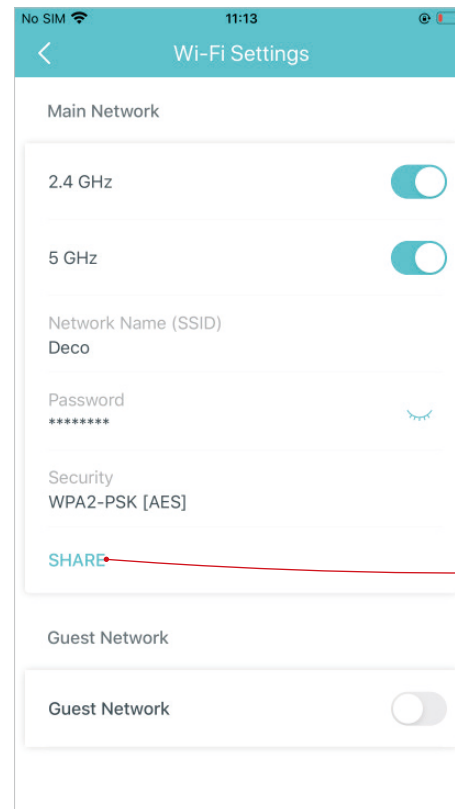 No SIM 11:13
Wi-Fi Settings
Main Network
2.4 GHz
5 GHz
Network Name (SSID)
Deco
Password
********
Security
WPA2-PSK [AES]
SHARE
Guest Network
Guest Network